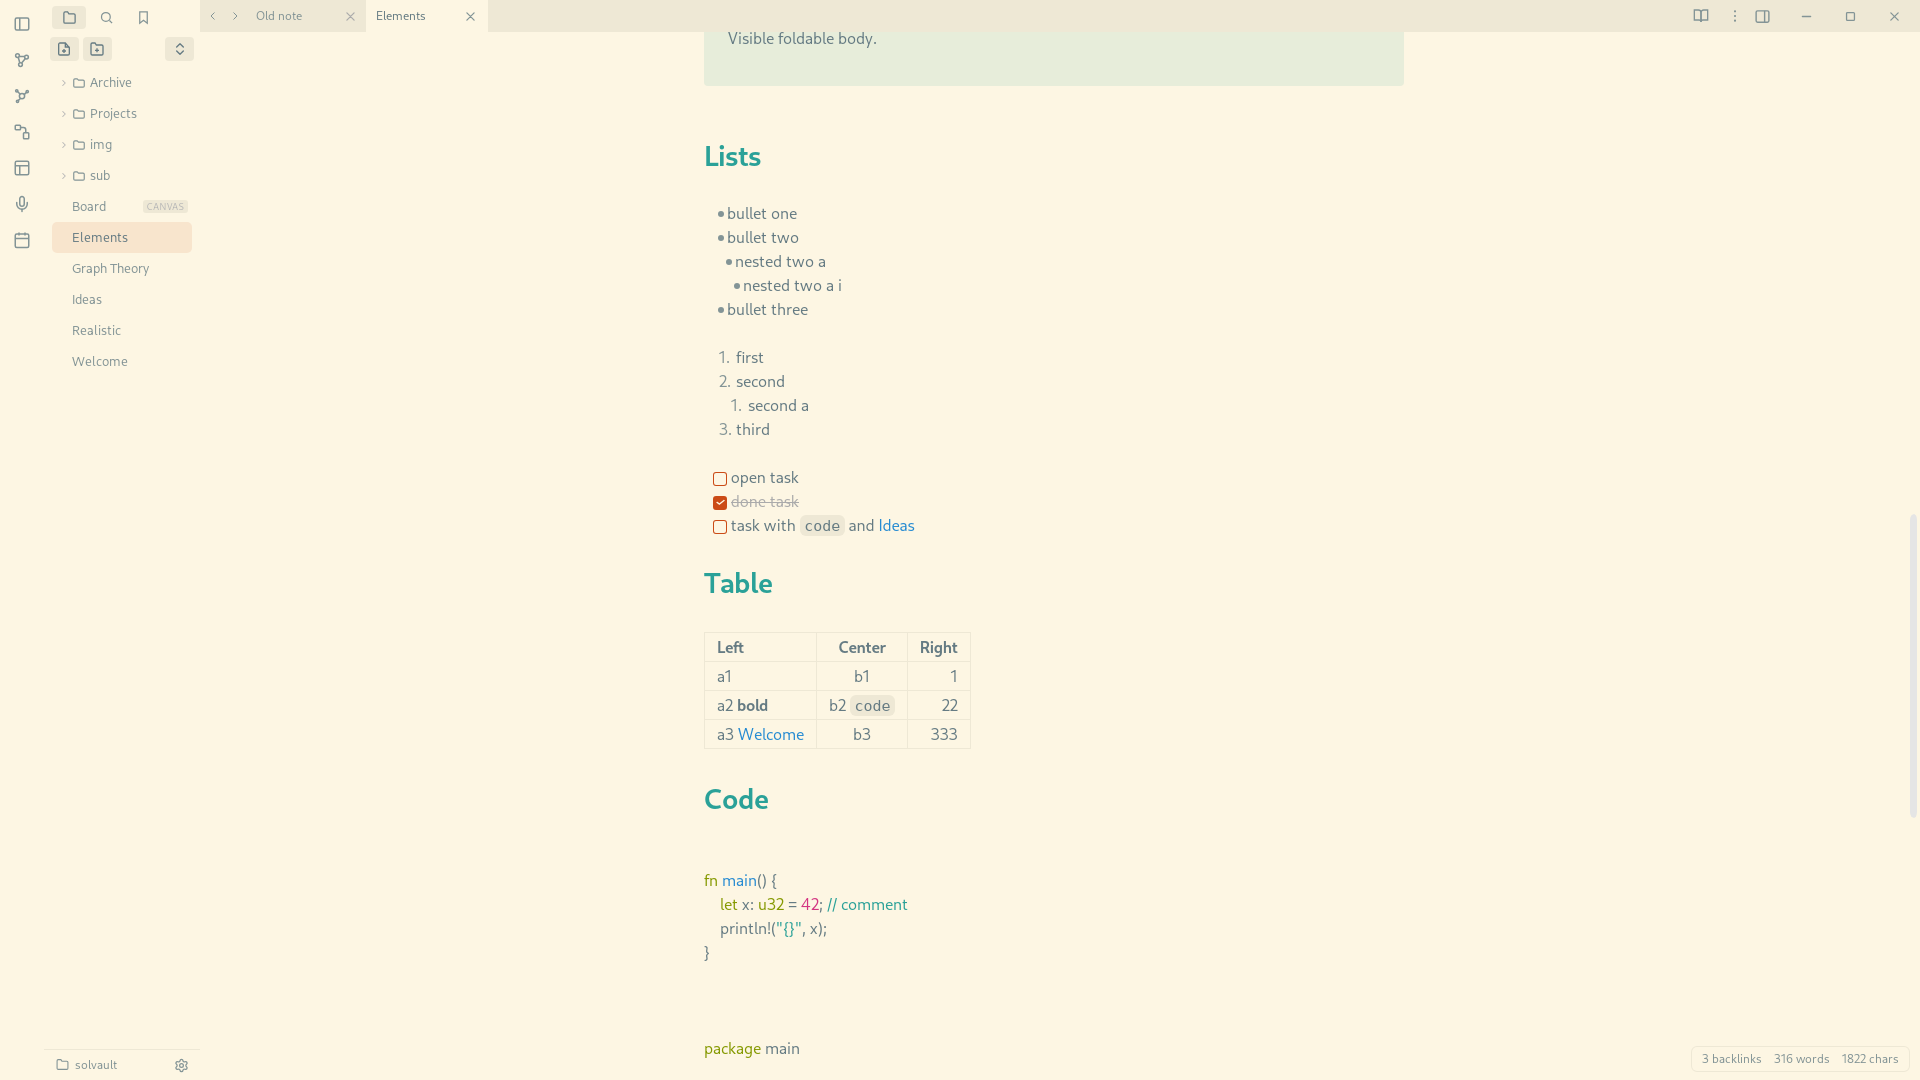 Old note
Elements
Archive
Projects
img
sub
Board CANVAS
Elements
Graph Theory
Ideas
Realistic
Welcome
solvault
Visible foldable body.
Lists
bullet one
bullet two
nested two a
nested two a i
bullet three
1. first
2. second
1. second a
3. third
open task
done task
task with code and Ideas
Table
Left Center Right
a1 b1 1
a2 bold b2 code 22
a3 Welcome b3 333
Code
fn main() {
let x: u32 = 42; // comment
println!("{}", x);
}
package main
3 backlinks 316 words 1822 chars